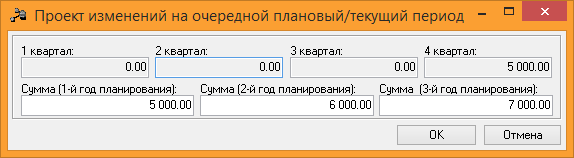 Проект изменений на очередной плановый/текущий период
1 квартал: 2 квартал: 3 квартал: 4 квартал:
0.00 0.00 0.00 5 000.00
Сумма (1-й год планирования): Сумма (2-й год планирования): Сумма (3-й год планирования):
5 000.00 6 000.00 7 000.00
OK Отмена